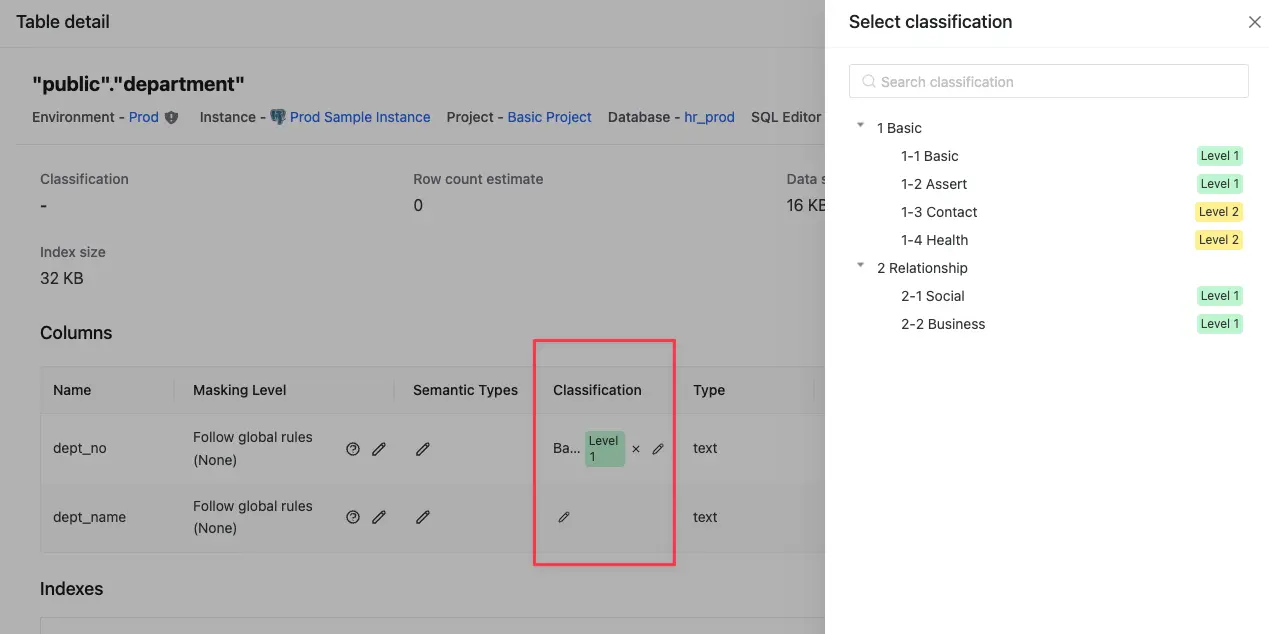 Table detail
"public"."department"
Environment - Prod Instance - Prod Sample Instance Project - Basic Project Database - hr_prod SQL Editor
Classification Row count estimate Data s
- 0 16 KB
Index size
32 KB
Columns
Name Masking Level Semantic Types Classification Type
dept_no Follow global rules (None) Ba... Level 1 × text
dept_name Follow global rules (None) text
Indexes
Select classification
Search classification
1 Basic
1-1 Basic Level 1
1-2 Assert Level 1
1-3 Contact Level 2
1-4 Health Level 2
2 Relationship
2-1 Social Level 1
2-2 Business Level 1